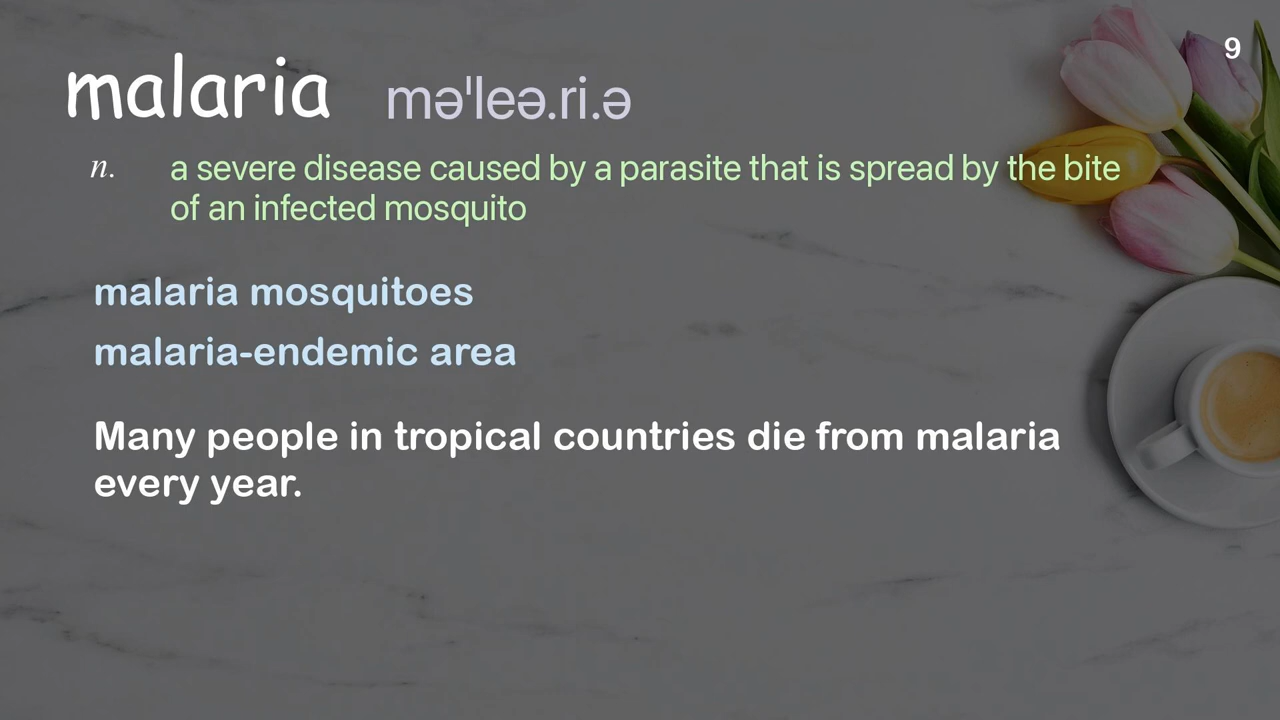 9
malaria məˈleə.ri.ə
n. a severe disease caused by a parasite that is spread by the bite
of an infected mosquito
malaria mosquitoes
malaria-endemic area
Many people in tropical countries die from malaria
every year.